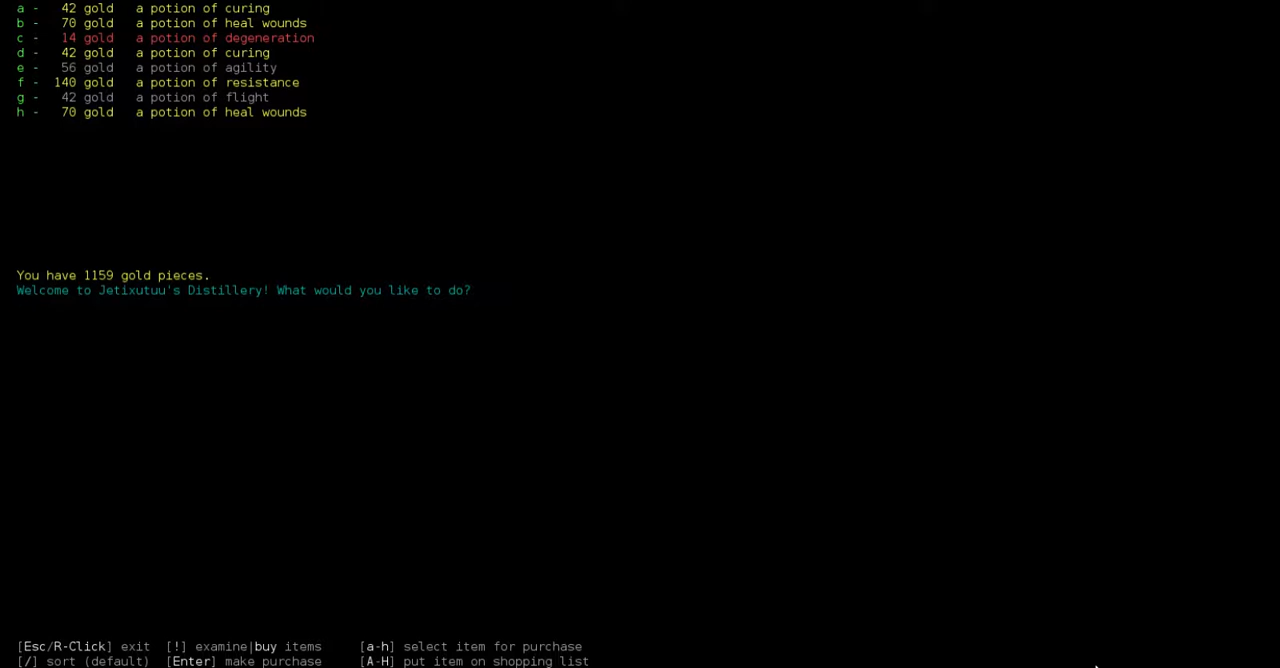 a -   42 gold   a potion of curing
b -   70 gold   a potion of heal wounds
c -   14 gold   a potion of degeneration
d -   42 gold   a potion of curing
e -   56 gold   a potion of agility
f -  140 gold   a potion of resistance
g -   42 gold   a potion of flight
h -   70 gold   a potion of heal wounds
You have 1159 gold pieces.
Welcome to Jetixutuu's Distillery! What would you like to do?
[Esc/R-Click] exit  [!] examine|buy items     [a-h] select item for purchase
[/] sort (default)  [Enter] make purchase     [A-H] put item on shopping list